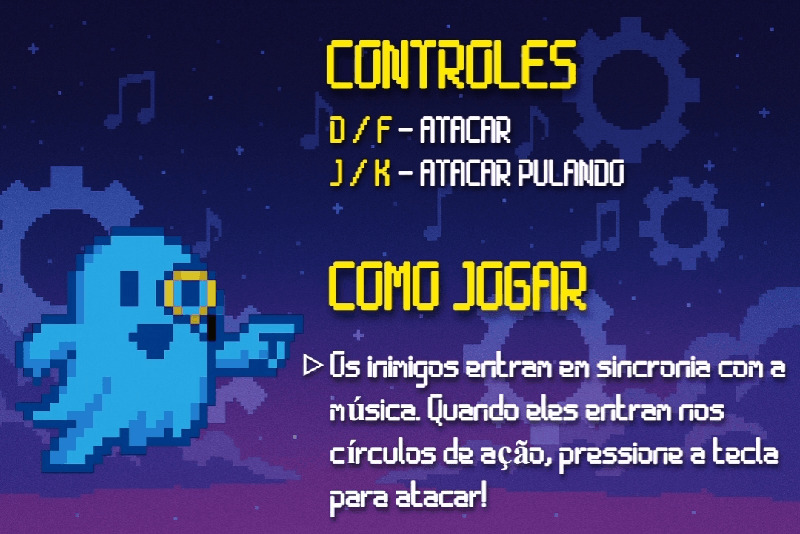 CONTROLES
D / F - ATACAR
J / K - ATACAR PULANDO
COMO JOGAR
Os inimigos entram em sincronia com a
música. Quando eles entram nos
círculos de ação, pressione a tecla
para atacar!